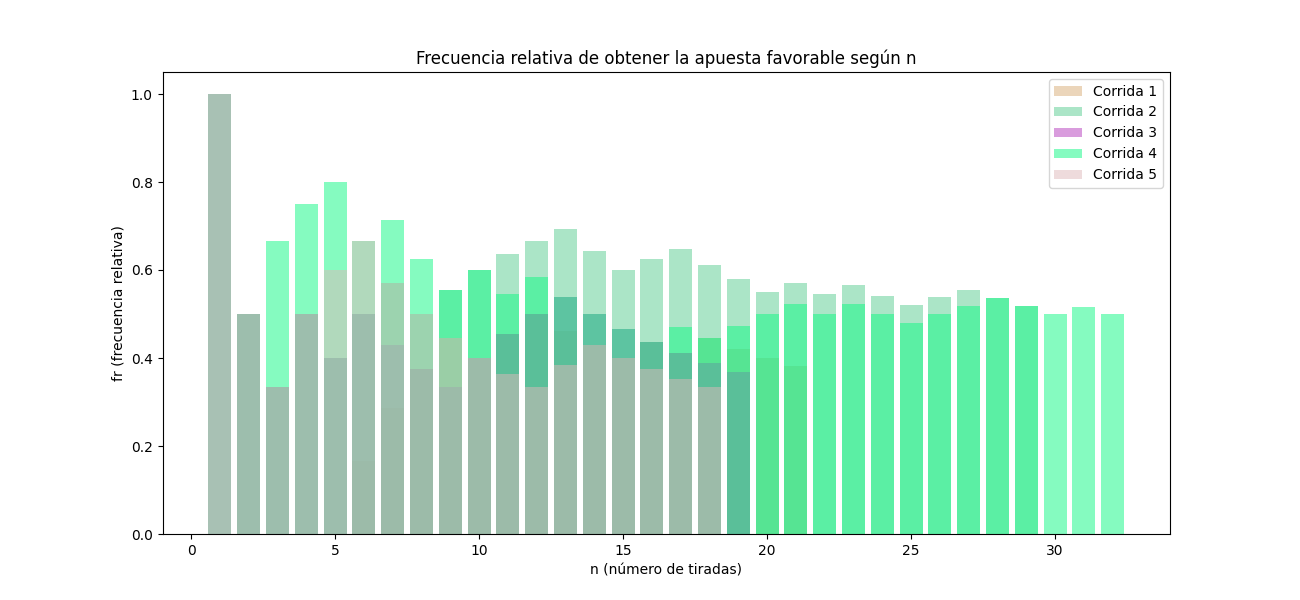 Frecuencia relativa de obtener la apuesta favorable según n
fr (frecuencia relativa)
1.0
0.8
0.6
0.4
0.2
0.0
0
5
10
15
20
25
30
n (número de tiradas)
Corrida 1
Corrida 2
Corrida 3
Corrida 4
Corrida 5